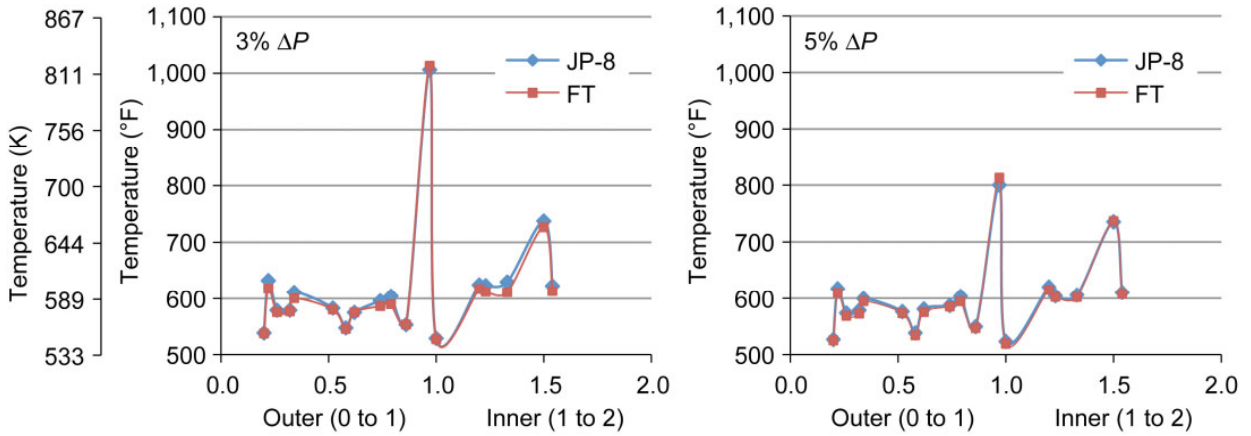 Temperature (K)
867
811
756
700
644
589
533
Temperature (°F)
1,100
1,000
900
800
700
600
500
3% ΔP
JP-8
FT
0.0 0.5 1.0 1.5 2.0
Outer (0 to 1) Inner (1 to 2)
Temperature (°F)
1,100
1,000
900
800
700
600
500
5% ΔP
JP-8
FT
0.0 0.5 1.0 1.5 2.0
Outer (0 to 1) Inner (1 to 2)